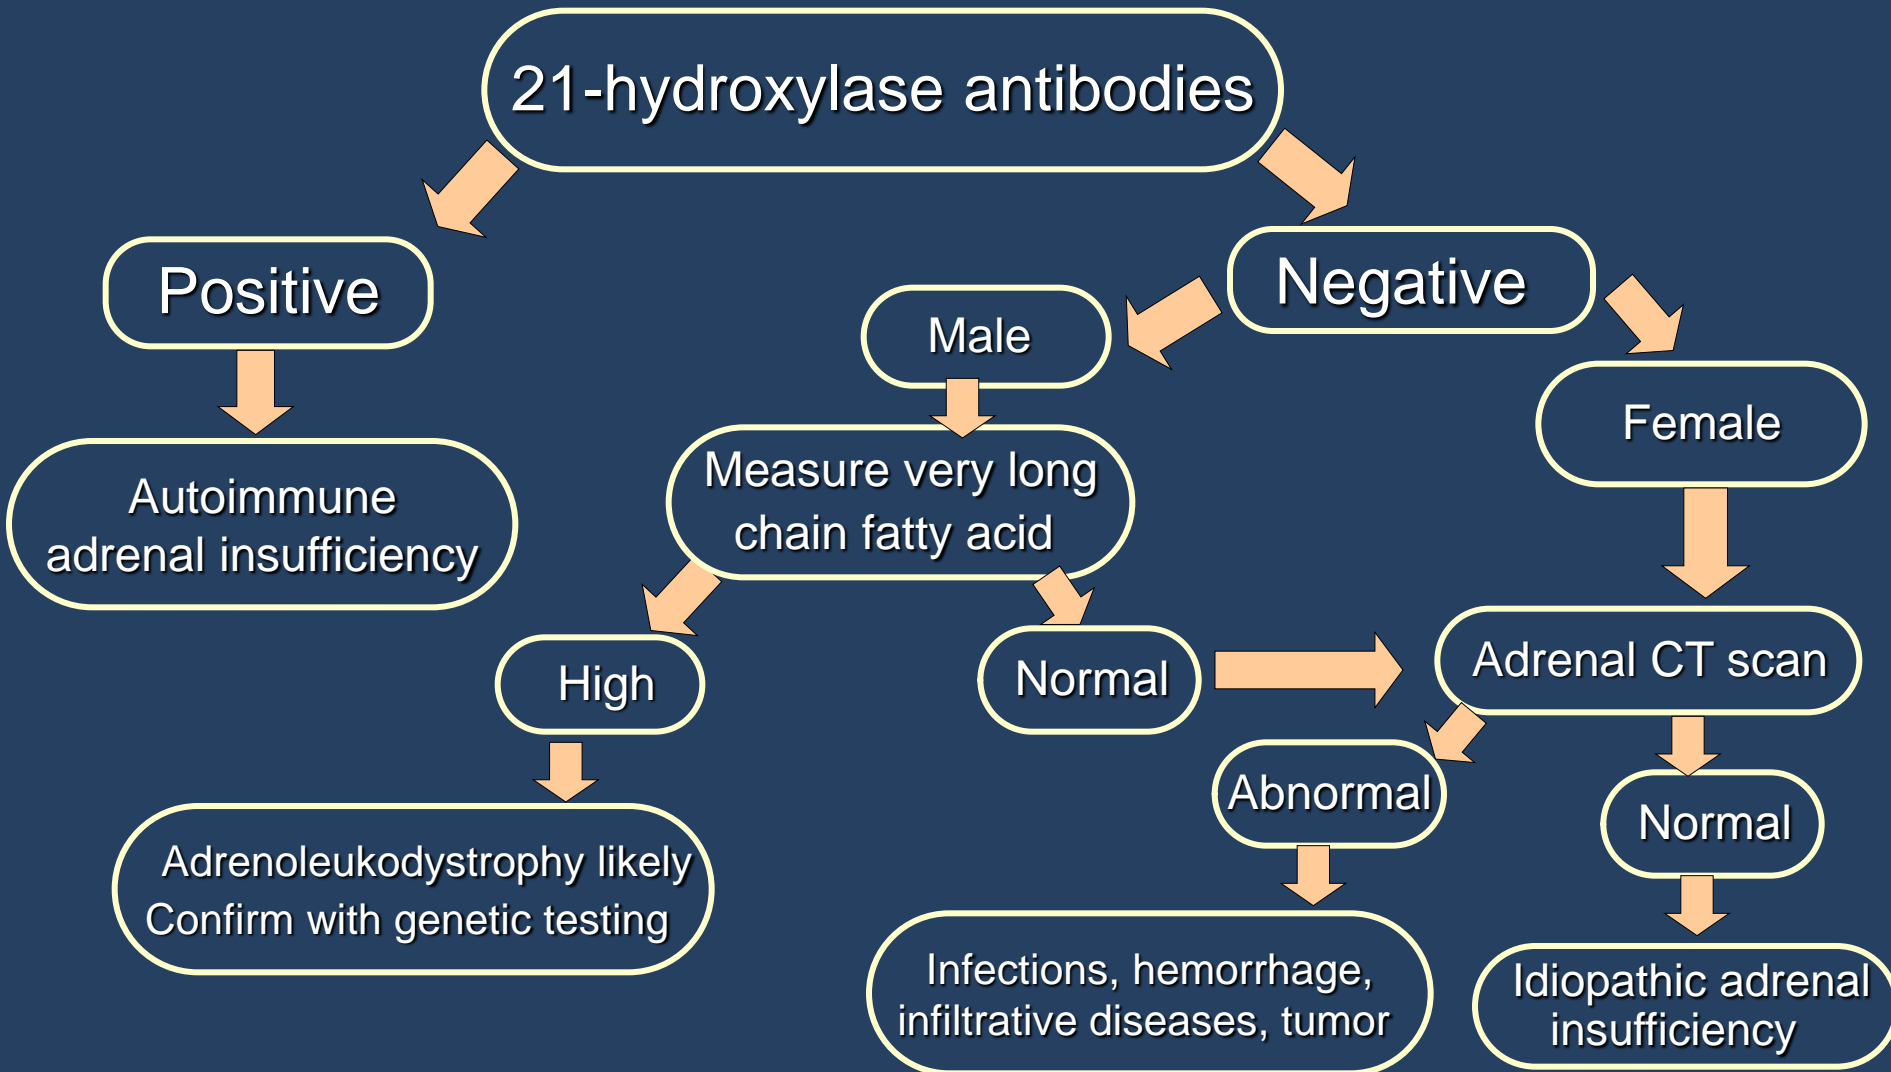 21-hydroxylase antibodies
Positive
Negative
Male
Female
Autoimmune
adrenal insufficiency
Measure very long
chain fatty acid
High
Normal
Adrenal CT scan
Abnormal
Normal
Adrenoleukodystrophy likely
Confirm with genetic testing
Infections, hemorrhage,
infiltrative diseases, tumor
Idiopathic adrenal
insufficiency